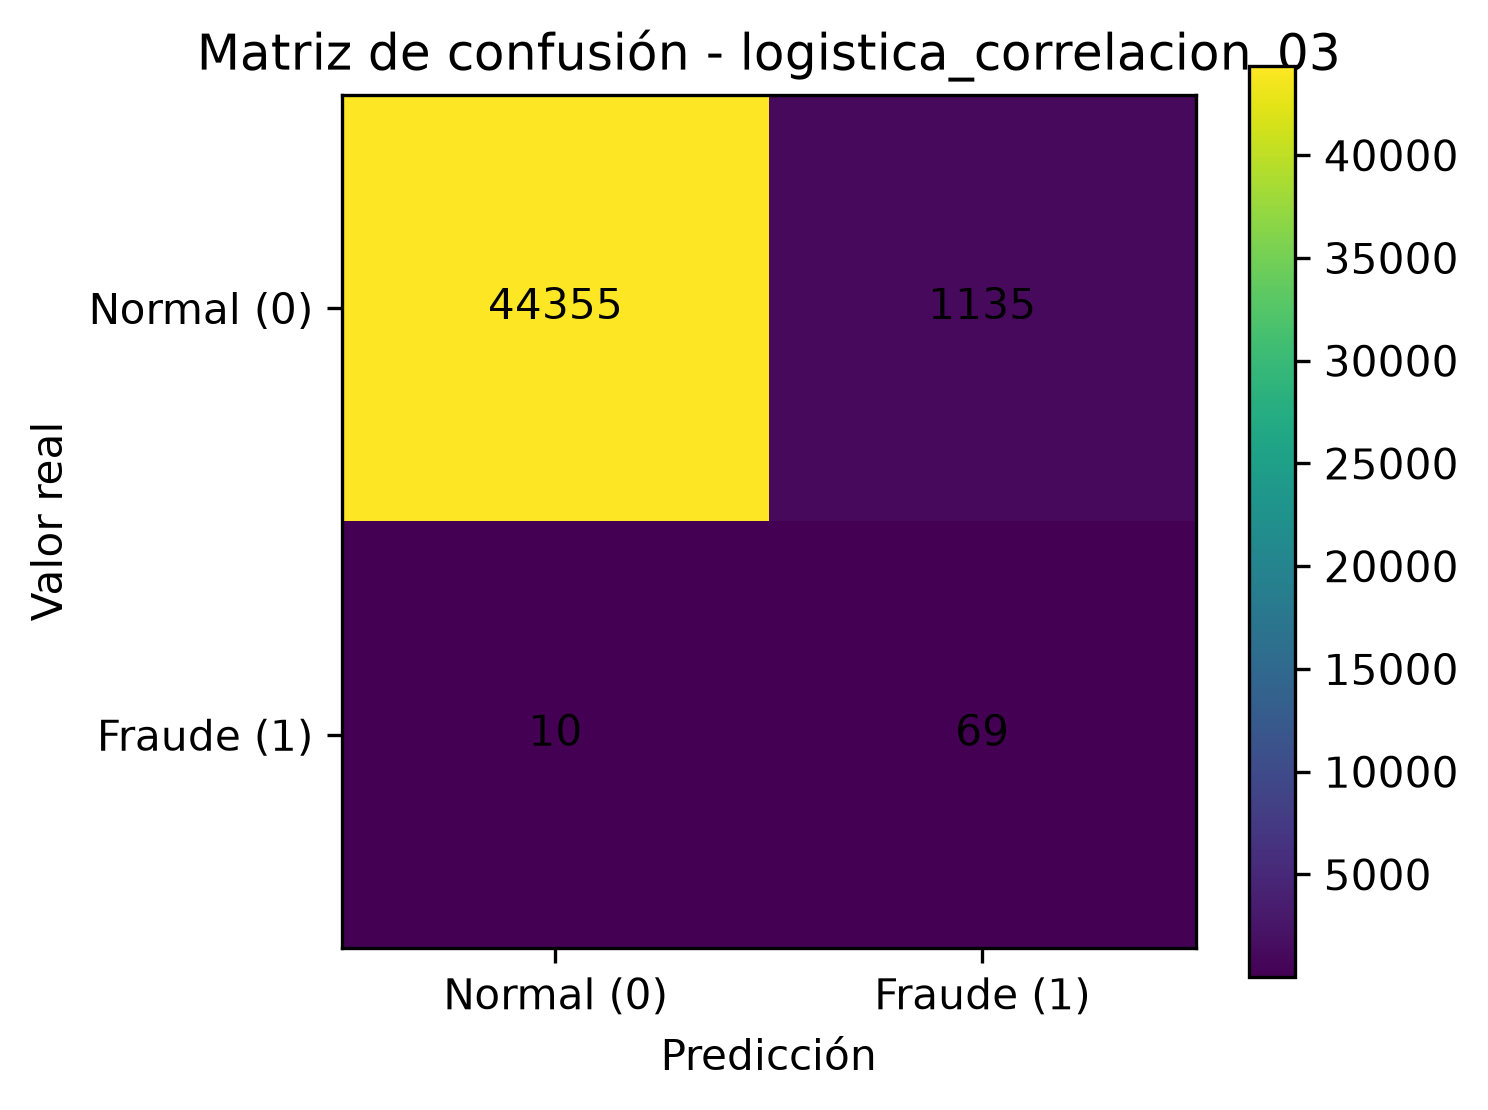 Matriz de confusión - logistica_correlacion_03
Valor real
Normal (0)
Fraude (1)
44355
1135
10
69
Normal (0)
Fraude (1)
Predicción
40000
35000
30000
25000
20000
15000
10000
5000